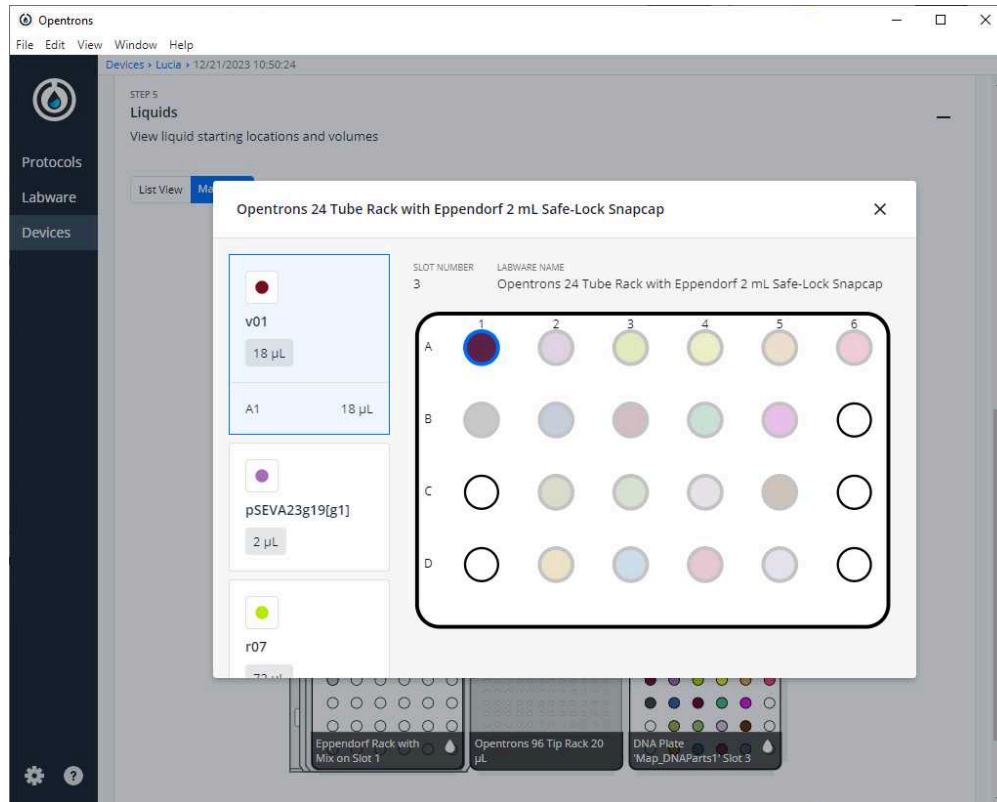 Opentrons
File Edit View Window Help
Devices › Lucia › 12/21/2023 10:50:24
Protocols
Labware
Devices
STEP 5
Liquids
View liquid starting locations and volumes
List View
Opentrons 24 Tube Rack with Eppendorf 2 mL Safe-Lock Snapcap
v01
18 µL
A1 18 µL
pSEVA23g19[g1]
2 µL
r07
SLOT NUMBER LABWARE NAME
3 Opentrons 24 Tube Rack with Eppendorf 2 mL Safe-Lock Snapcap
1 2 3 4 5 6
A
B
C
D
Eppendorf Rack with
Mix on Slot 1
Opentrons 96 Tip Rack 20
µL
DNA Plate
'Map_DNAParts1' Slot 3